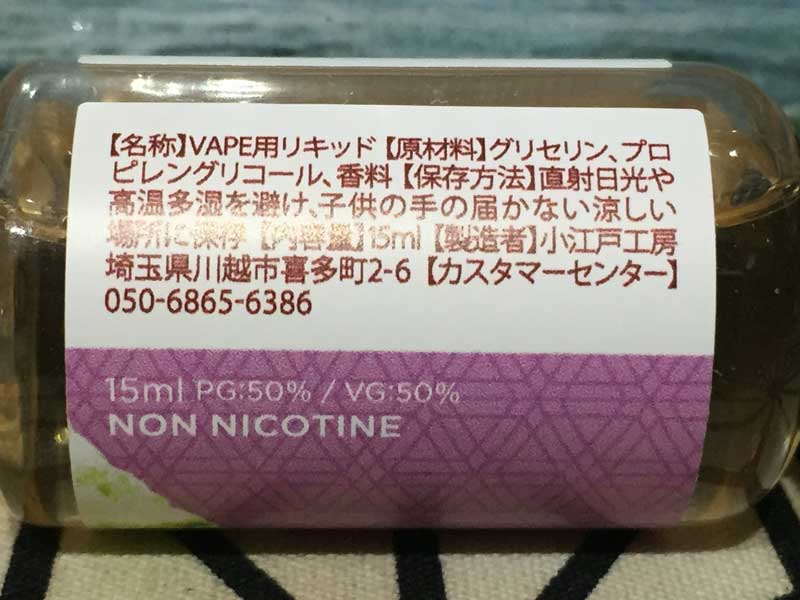 【名称】VAPE用リキッド【原材料】グリセリン、プロ
ピレングリコール、香料【保存方法】直射日光や
高温多湿を避け、子供の手の届かない涼しい
場所に保存【内容量】15ml【製造者】小江戸工房
埼玉県川越市喜多町2-6【カスタマーセンター】
050-6865-6386
15ml PG:50% / VG:50%
NON NICOTINE